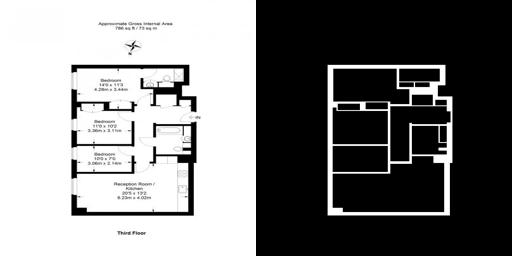 Approximate Gross Internal Area
786 sq ft / 73 sq m
N
Bedroom
14'0 x 11'3
4.28m x 3.44m
IN
Bedroom
11'0 x 10'2
3.36m x 3.11m
Bedroom
10'0 x 7'0
3.06m x 2.14m
Reception Room /
Kitchen
20'5 x 13'2
6.23m x 4.02m
Third Floor